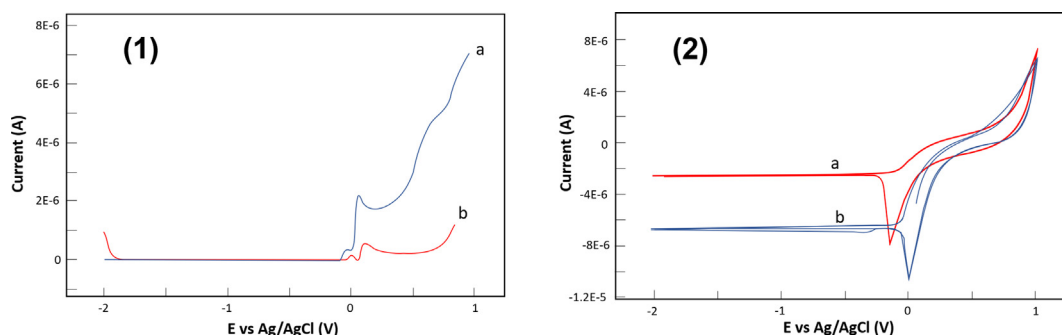 (1)
8E-6
6E-6
4E-6
2E-6
0
a
b
-2
-1
0
1
Current (A)
E vs Ag/AgCl (V)
(2)
8E-6
4E-6
0
-4E-6
-8E-6
-1.2E-5
a
b
-2
-1
0
1
Current (A)
E vs Ag/AgCl (V)